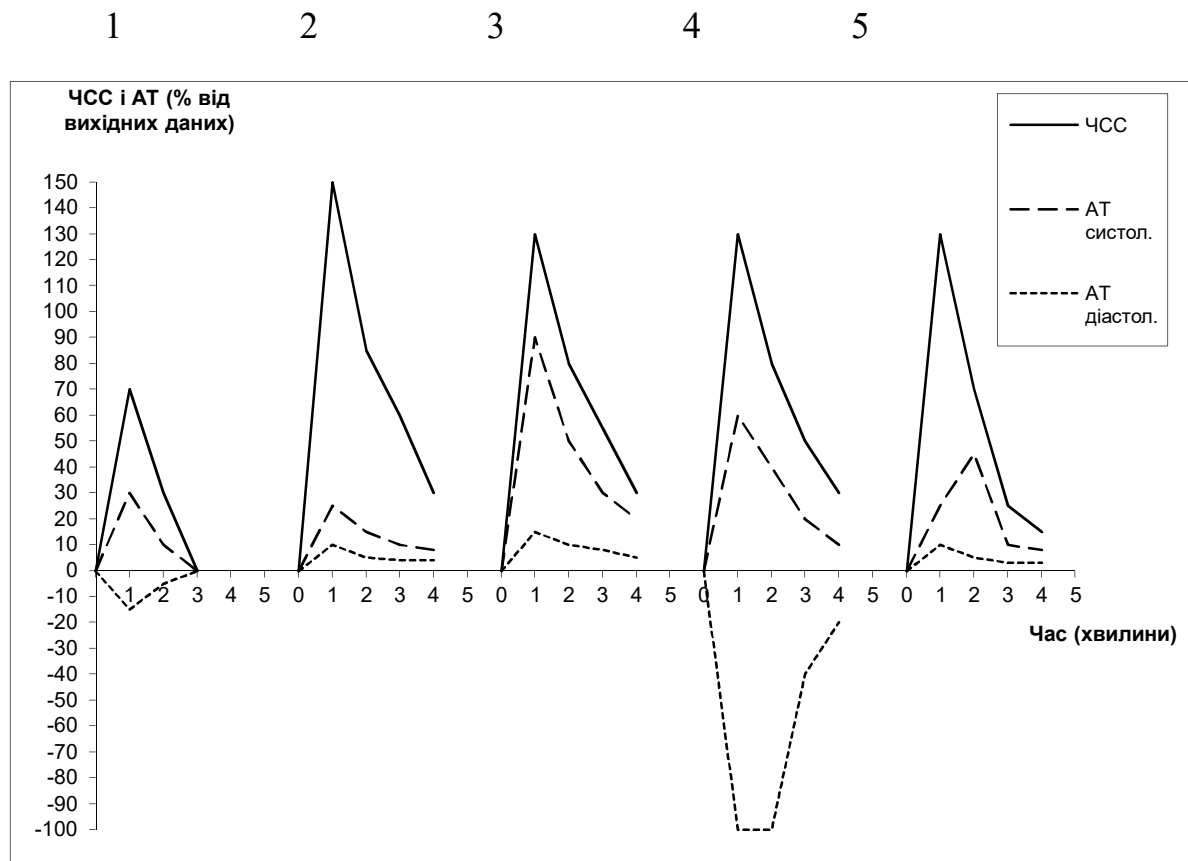 1 2 3 4 5
ЧСС і АТ (% від
вихідних даних)
ЧСС
АТ
систол.
АТ
діастол.
150
140
130
120
110
100
90
80
70
60
50
40
30
20
10
0
-10
-20
-30
-40
-50
-60
-70
-80
-90
-100
0 1 2 3 4 5 0 1 2 3 4 5 0 1 2 3 4 5 0 1 2 3 4 5 0 1 2 3 4 5
Час (хвилини)